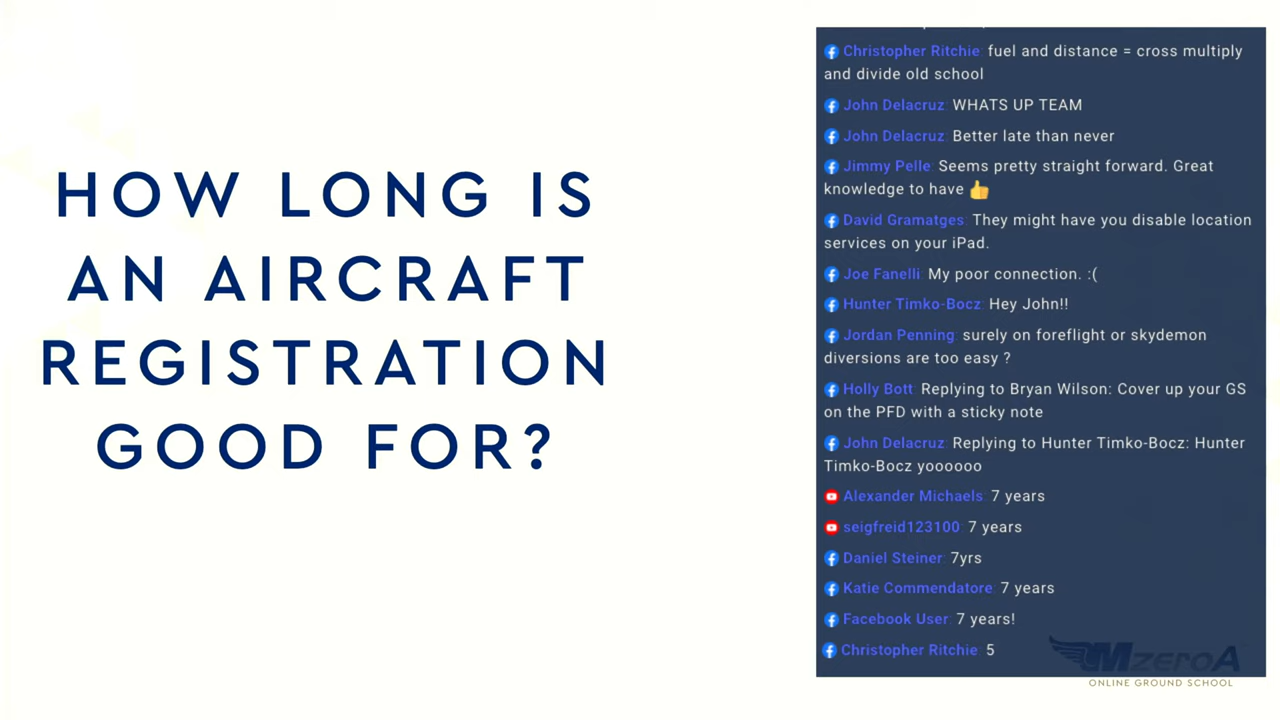 HOW LONG IS
AN AIRCRAFT
REGISTRATION
GOOD FOR?
Christopher Ritchie: fuel and distance = cross multiply
and divide old school
John Delacruz: WHATS UP TEAM
John Delacruz: Better late than never
Jimmy Pelle: Seems pretty straight forward. Great
knowledge to have 👍
David Gramatges: They might have you disable location
services on your iPad.
Joe Fanelli: My poor connection. :(
Hunter Timko-Bocz: Hey John!!
Jordan Penning: surely on foreflight or skydemon
diversions are too easy ?
Holly Bott: Replying to Bryan Wilson: Cover up your GS
on the PFD with a sticky note
John Delacruz: Replying to Hunter Timko-Bocz: Hunter
Timko-Bocz yoooooo
Alexander Michaels: 7 years
seigfreid123100: 7 years
Daniel Steiner: 7yrs
Katie Commendatore: 7 years
Facebook User: 7 years!
Christopher Ritchie: 5
MzeroA
ONLINE GROUND SCHOOL